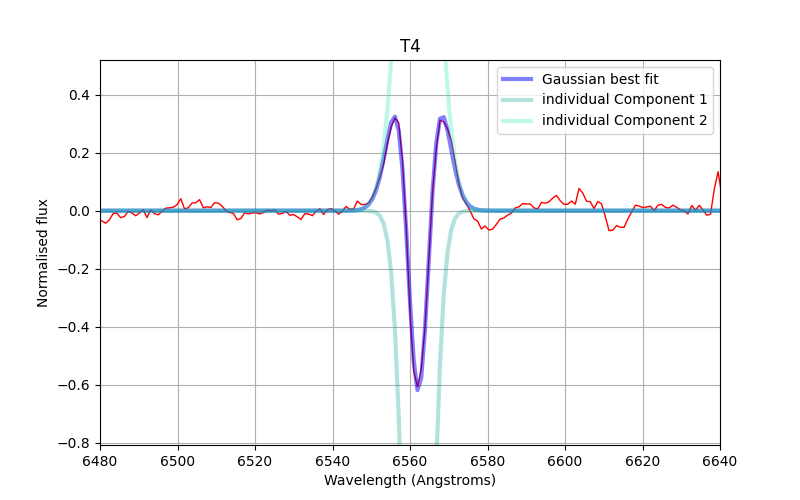 T4
Gaussian best fit
individual Component 1
individual Component 2
Normalised flux
0.4
0.2
0.0
−0.2
−0.4
−0.6
−0.8
6480 6500 6520 6540 6560 6580 6600 6620 6640
Wavelength (Angstroms)